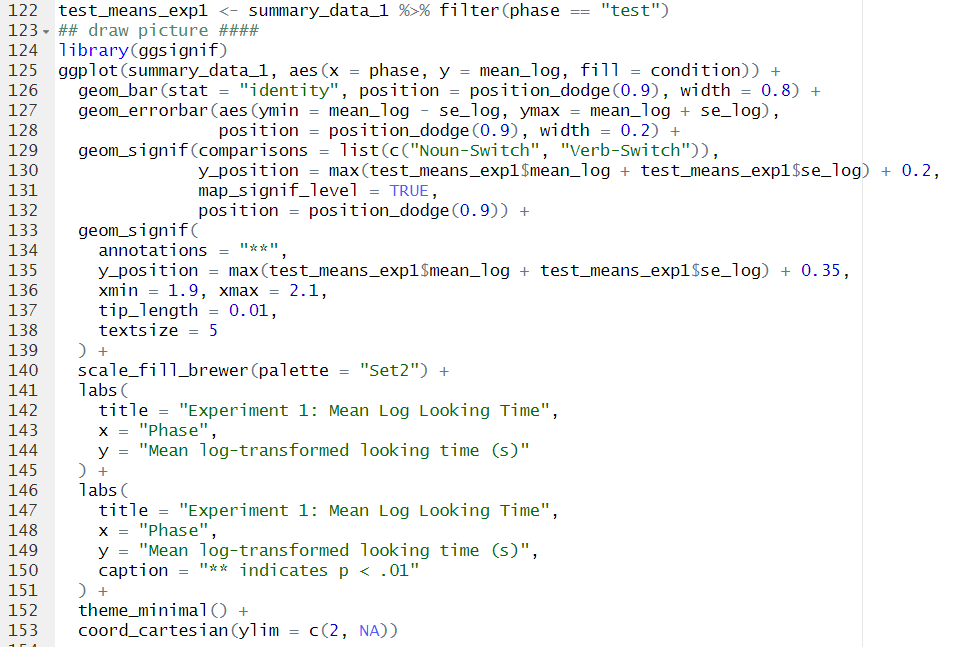 122 test_means_exp1 <- summary_data_1 %>% filter(phase == "test")
123 ## draw picture ####
124 library(ggsignif)
125 ggplot(summary_data_1, aes(x = phase, y = mean_log, fill = condition)) +
126   geom_bar(stat = "identity", position = position_dodge(0.9), width = 0.8) +
127   geom_errorbar(aes(ymin = mean_log - se_log, ymax = mean_log + se_log),
128                 position = position_dodge(0.9), width = 0.2) +
129   geom_signif(comparisons = list(c("Noun-Switch", "Verb-Switch")),
130               y_position = max(test_means_exp1$mean_log + test_means_exp1$se_log) + 0.2,
131               map_signif_level = TRUE,
132               position = position_dodge(0.9)) +
133   geom_signif(
134     annotations = "**",
135     y_position = max(test_means_exp1$mean_log + test_means_exp1$se_log) + 0.35,
136     xmin = 1.9, xmax = 2.1,
137     tip_length = 0.01,
138     textsize = 5
139   ) +
140   scale_fill_brewer(palette = "Set2") +
141   labs(
142     title = "Experiment 1: Mean Log Looking Time",
143     x = "Phase",
144     y = "Mean log-transformed looking time (s)"
145   ) +
146   labs(
147     title = "Experiment 1: Mean Log Looking Time",
148     x = "Phase",
149     y = "Mean log-transformed looking time (s)",
150     caption = "** indicates p < .01"
151   ) +
152   theme_minimal() +
153   coord_cartesian(ylim = c(2, NA))